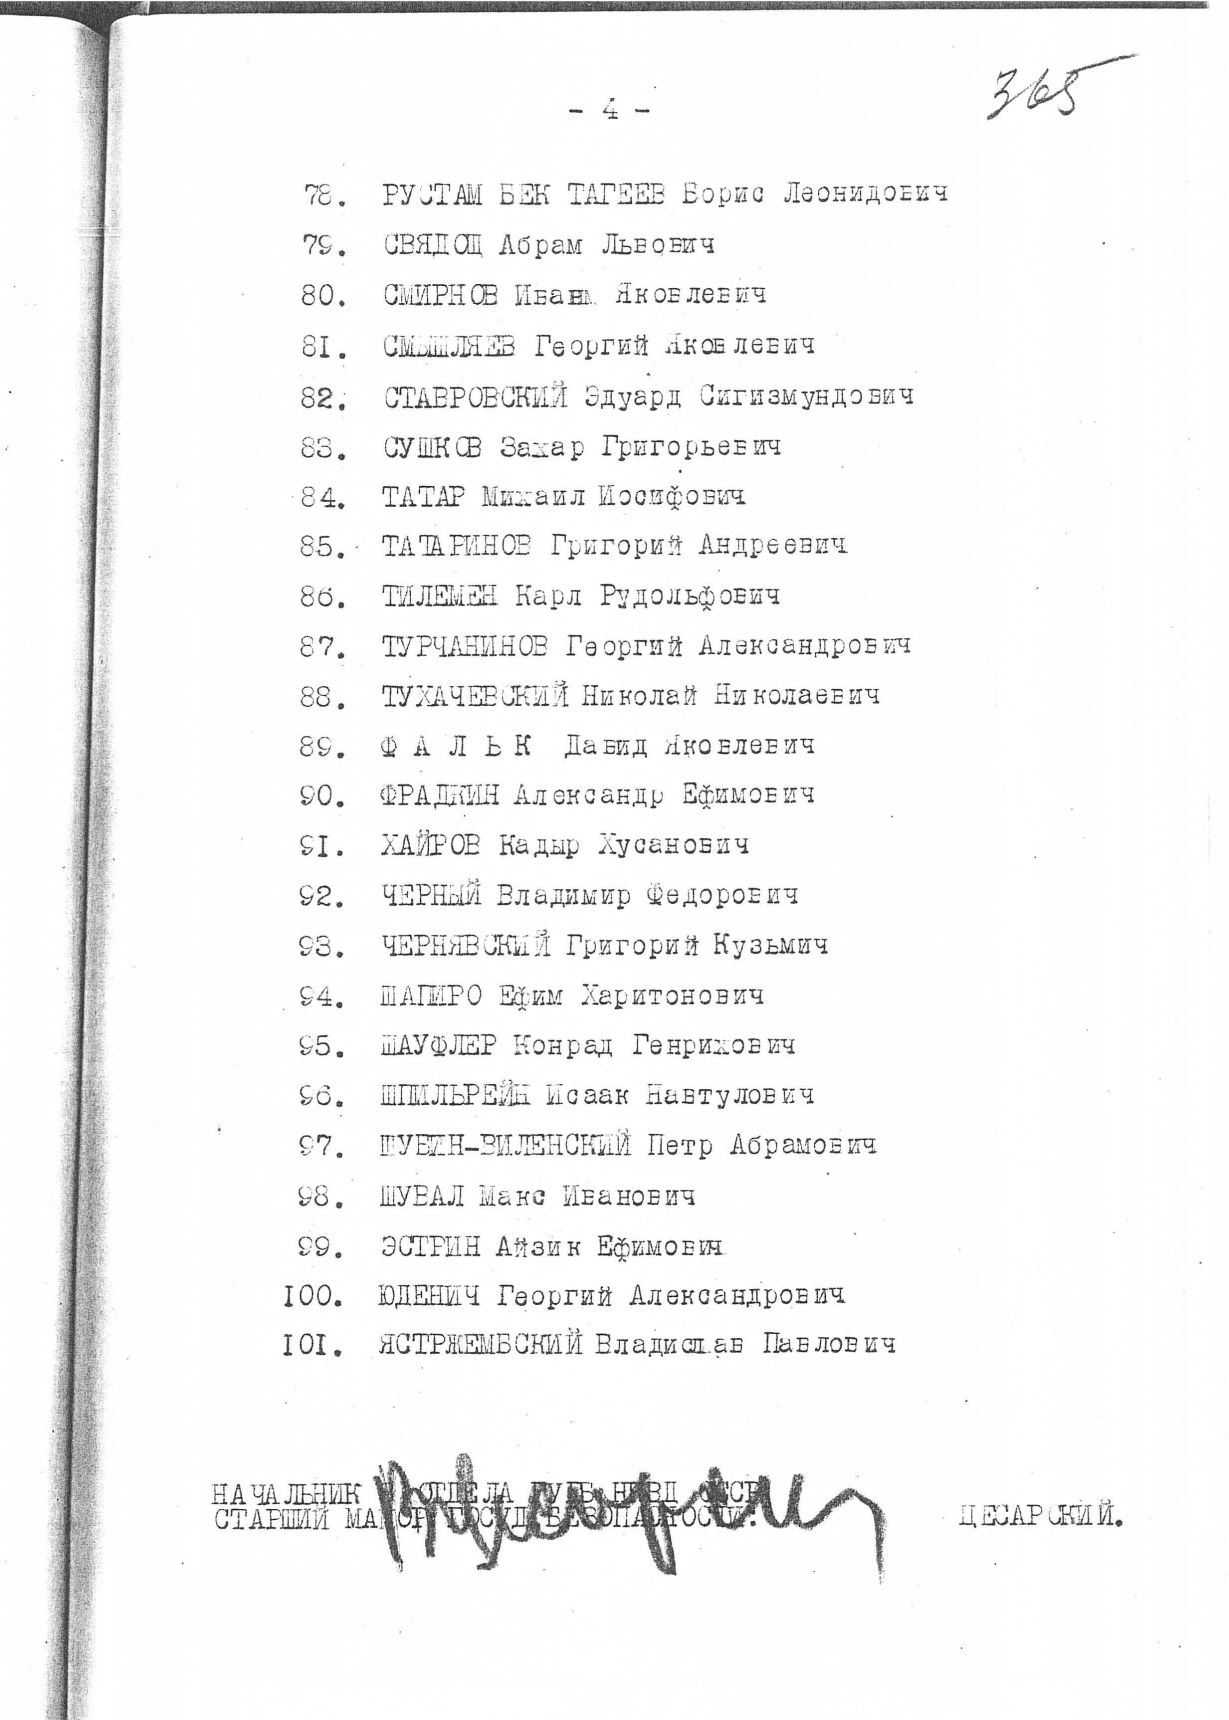 365
- 4 -
78. РУСТАМ БЕК ТАГЕЕВ Борис Леонидович
79. СВЯДОЩ Абрам Львович
80. СМИРНОВ Иван Яковлевич
81. СМЫШЛЯЕВ Георгий Яковлевич
82. СТАВРОВСКИЙ Эдуард Сигизмундович
83. СУШКОВ Захар Григорьевич
84. ТАТАР Михаил Иосифович
85. ТАТАРИНОВ Григорий Андреевич
86. ТИЛЕМЕН Карл Рудольфович
87. ТУРЧАНИНОВ Георгий Александрович
88. ТУХАЧЕВСКИЙ Николай Николаевич
89. Ф А Л Ь К Давид Яковлевич
90. ФРАДКИН Александр Ефимович
91. ХАЙРОВ Кадыр Хусанович
92. ЧЕРНЫЙ Владимир Федорович
93. ЧЕРНЯВСКИЙ Григорий Кузьмич
94. ШАПИРО Ефим Харитонович
95. ШАУФЛЕР Конрад Генрихович
96. ШПИЛЬРЕЙН Исаак Навтулович
97. ШУБИН-ВИЛЕНСКИЙ Петр Абрамович
98. ШУВАЛ Макс Иванович
99. ЭСТРИН Айзик Ефимович
100. ЮДЕНИЧ Георгий Александрович
101. ЯСТРЖЕМБСКИЙ Владислав Павлович
НАЧАЛЬНИК ОТДЕЛА ГУГБ НКВД СССР
СТАРШИЙ МАЙОР ГОСУД.БЕЗОПАСНОСТИ: ЦЕСАРСКИЙ.